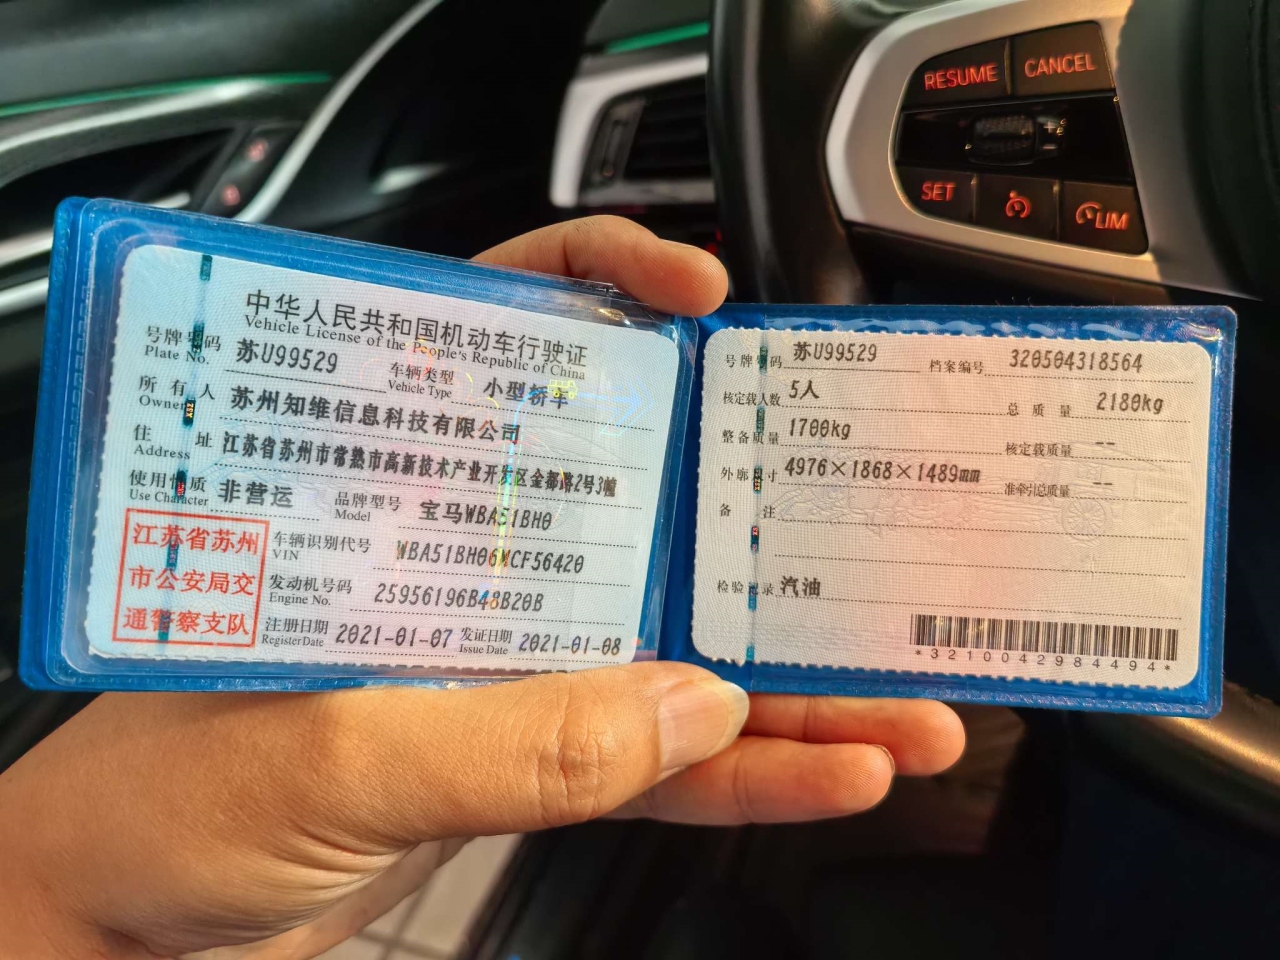 RESUME
CANCEL
+
−
SET
LIM
中华人民共和国机动车行驶证
Vehicle License of the People's Republic of China
号牌号码 苏U99529 车辆类型 小型轿车
Plate No. Vehicle Type
所有人 苏州知维信息科技有限公司
Owner
住址 江苏省苏州市常熟市高新技术产业开发区金都路2号3幢
Address
使用性质 非营运 品牌型号 宝马WBA51BH0
Use Character Model
江苏省苏州
市公安局交
通警察支队
车辆识别代号 WBA51BH06MCF56420
VIN
发动机号码 25956196B48B20B
Engine No.
注册日期 2021-01-07 发证日期 2021-01-08
Register Date Issue Date
号牌号码 苏U99529 档案编号 320504318564
核定载人数 5人 总质量 2180kg
整备质量 1700kg 核定载质量 --
外廓尺寸 4976×1868×1489mm 准牵引总质量 --
备注
检验记录 汽油
*3210042984494*